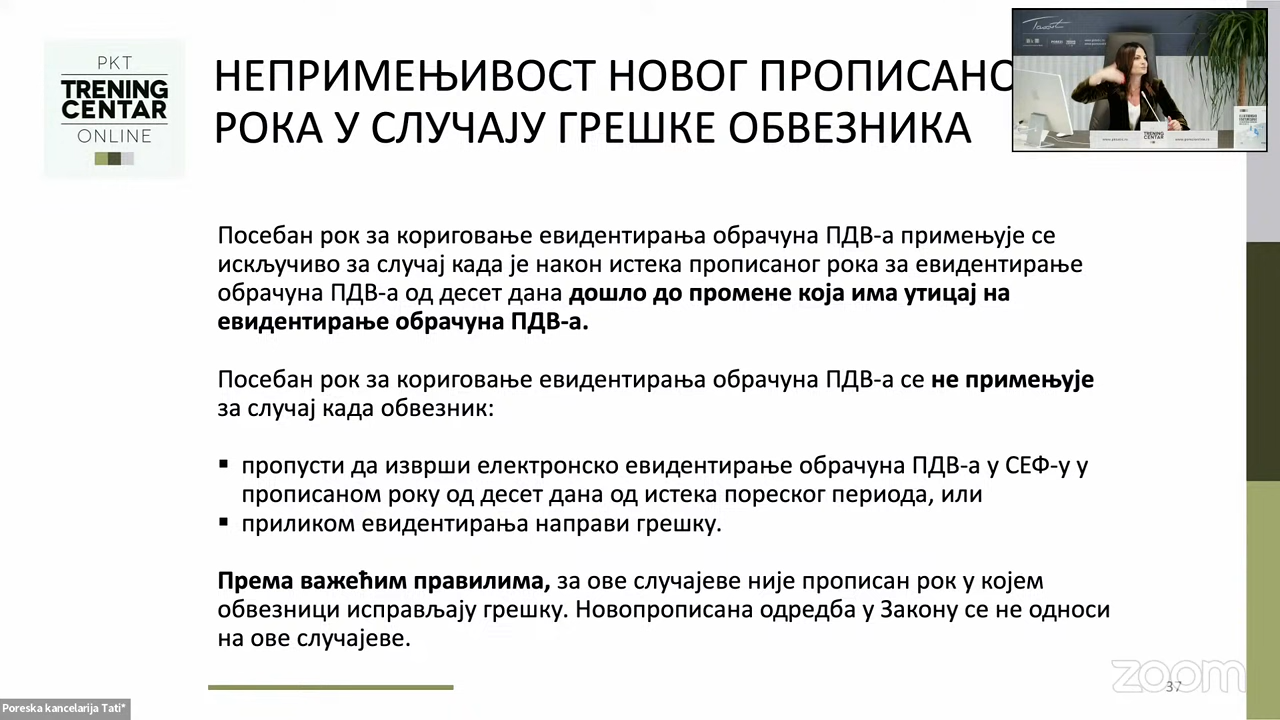 PKT
TRENING
CENTAR
ONLINE
НЕПРИМЕЊИВОСТ НОВОГ ПРОПИСАНО
РОКА У СЛУЧАЈУ ГРЕШКЕ ОБВЕЗНИКА
Посебан рок за кориговање евидентирања обрачуна ПДВ-а примењује се
искључиво за случај када је након истека прописаног рока за евидентирање
обрачуна ПДВ-а од десет дана дошло до промене која има утицај на
евидентирање обрачуна ПДВ-а.
Посебан рок за кориговање евидентирања обрачуна ПДВ-а се не примењује
за случај када обвезник:
▪ пропусти да изврши електронско евидентирање обрачуна ПДВ-а у СЕФ-у у
прописаном року од десет дана од истека пореског периода, или
▪ приликом евидентирања направи грешку.
Према важећим правилима, за ове случајеве није прописан рок у којем
обвезници исправљају грешку. Новопрописана одредба у Закону се не односи
на ове случајеве.
TRENING
CENTAR
zoom
37
Poreska kancelarija Tati*